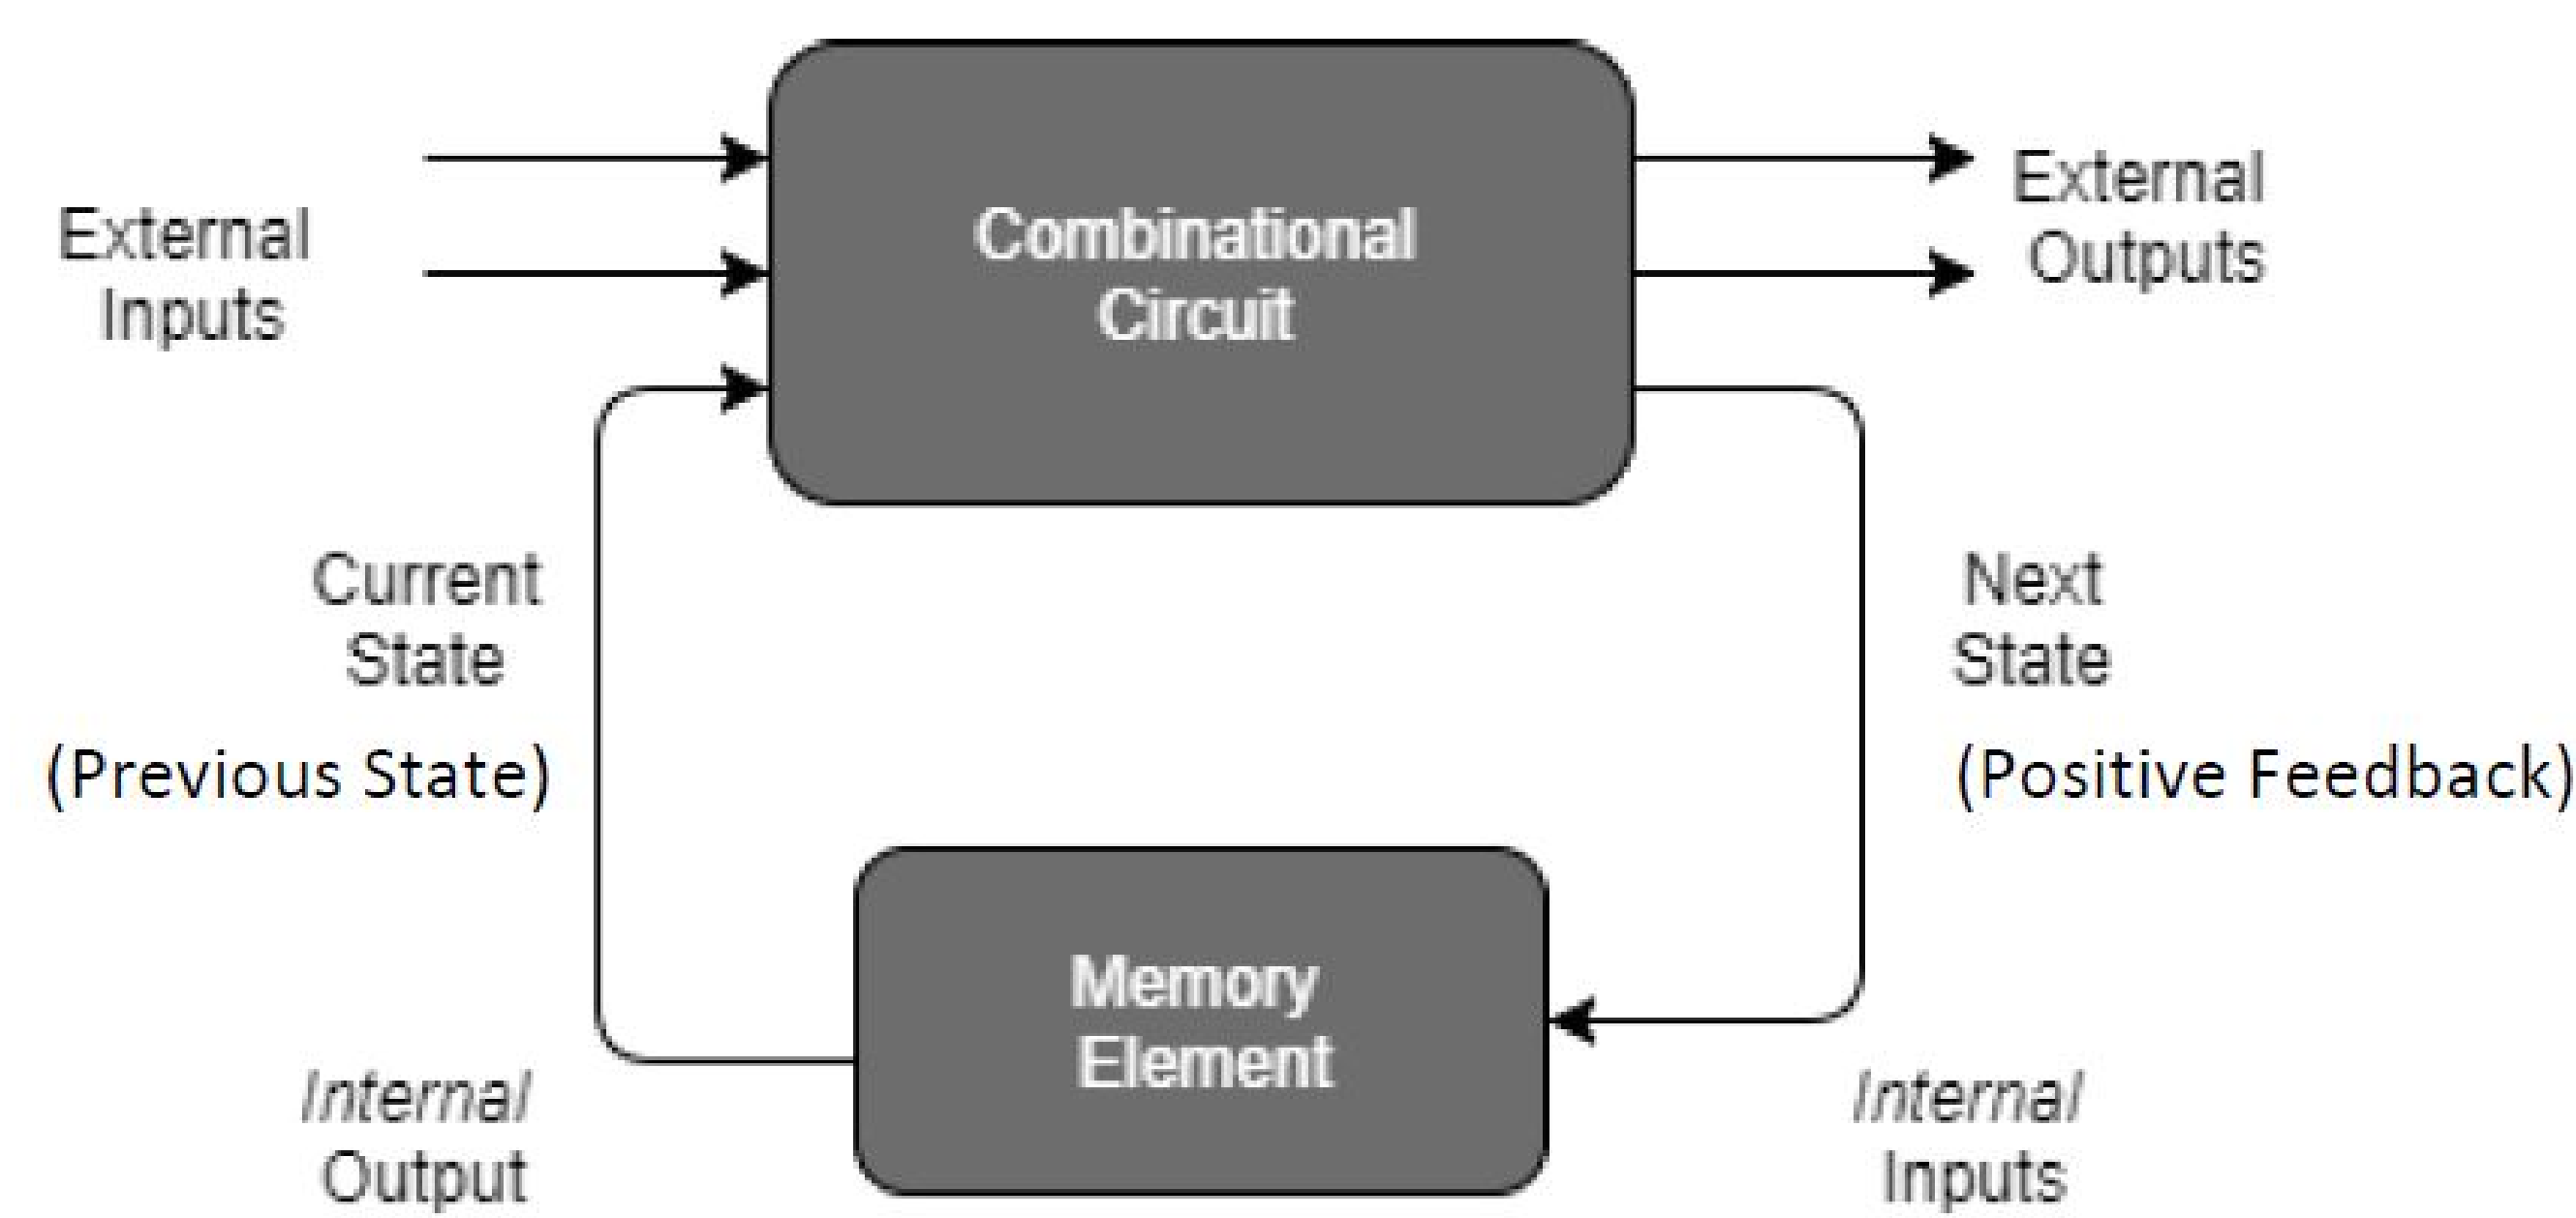 External
Inputs
Combinational
Circuit
External
Outputs
Current
State
(Previous State)
Next
State
(Positive Feedback)
Memory
Element
Internal
Output
Internal
Inputs